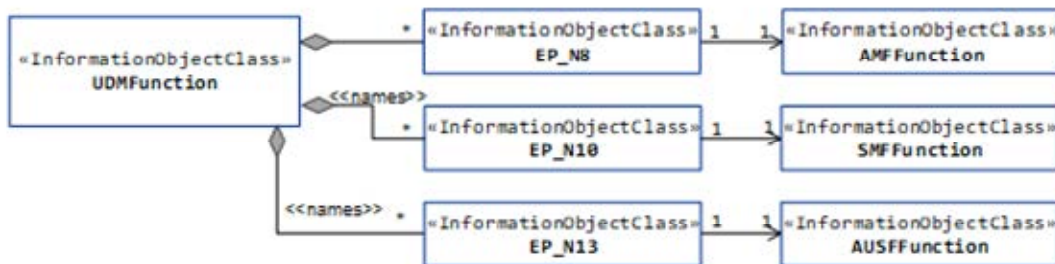 «InformationObjectClass»
UDMFunction
*
«InformationObjectClass»
EP_N8
1
1
«InformationObjectClass»
AMFFunction
<<names>>
*
«InformationObjectClass»
EP_N10
1
1
«InformationObjectClass»
SMFFunction
<<names>>
*
«InformationObjectClass»
EP_N13
1
1
«InformationObjectClass»
AUSFFunction